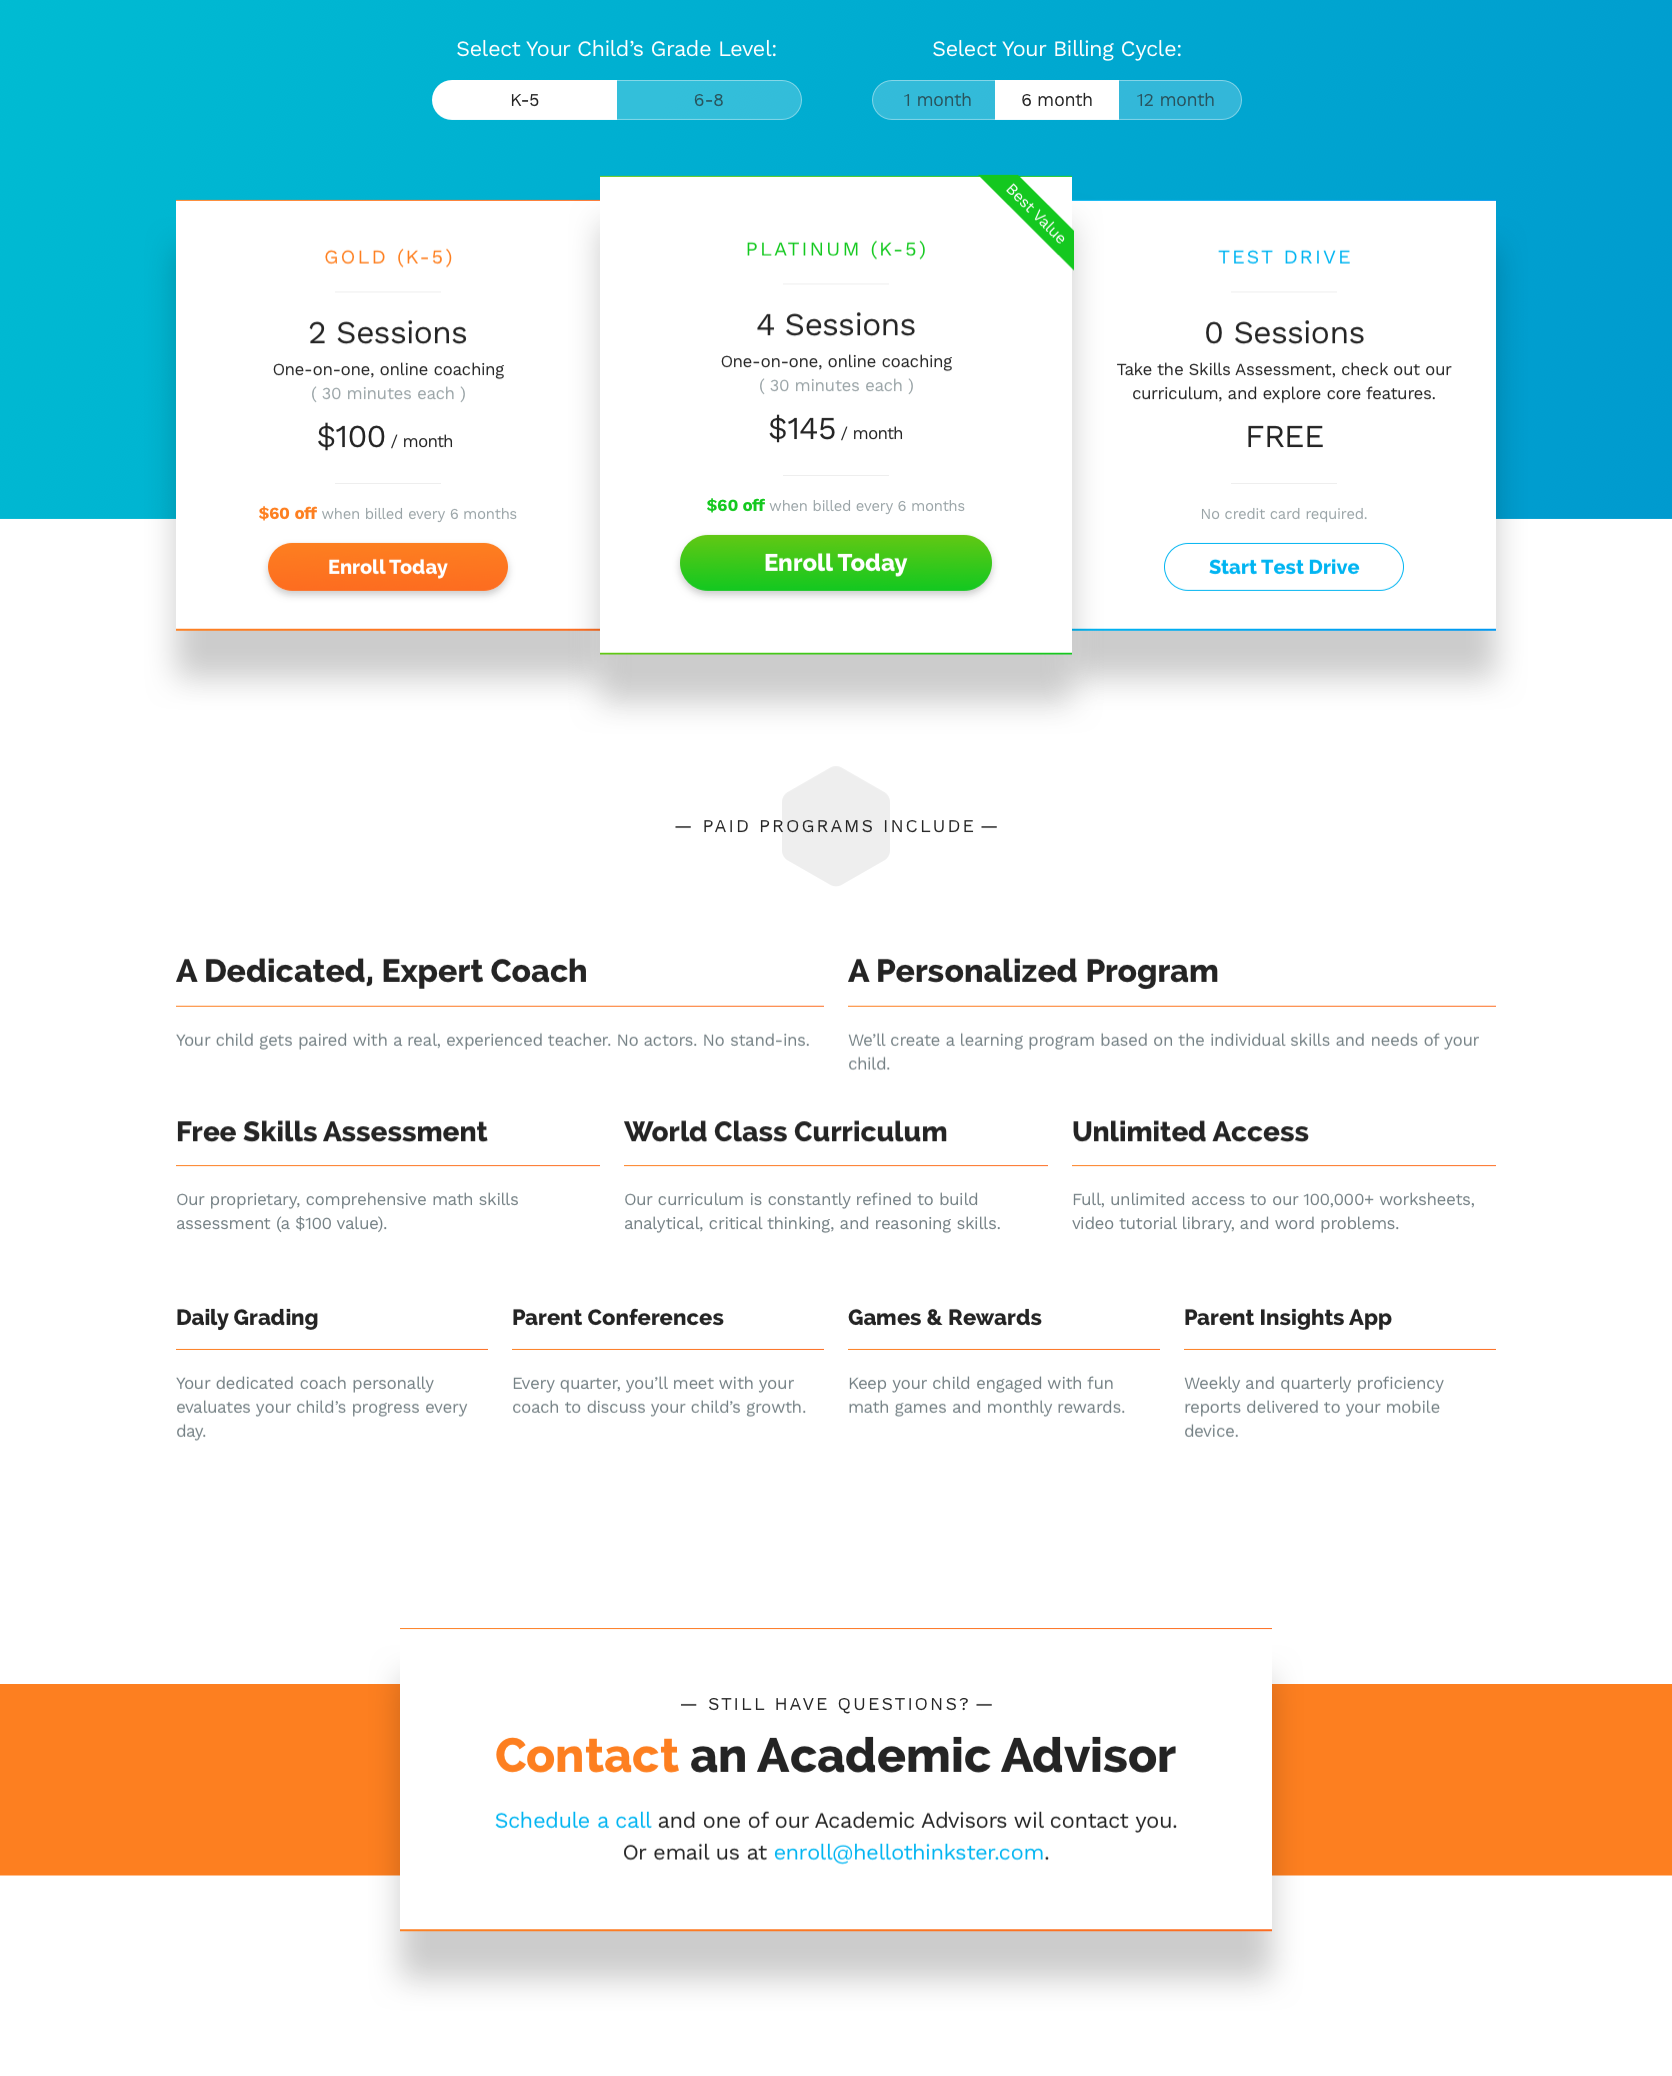 Select Your Child's Grade Level:
K-5
6-8
Select Your Billing Cycle:
1 month
6 month
12 month
GOLD (K-5)
2 Sessions
One-on-one, online coaching
( 30 minutes each )
$100 / month
$60 off when billed every 6 months
Enroll Today
Best Value
PLATINUM (K-5)
4 Sessions
One-on-one, online coaching
( 30 minutes each )
$145 / month
$60 off when billed every 6 months
Enroll Today
TEST DRIVE
0 Sessions
Take the Skills Assessment, check out our
curriculum, and explore core features.
FREE
No credit card required.
Start Test Drive
— PAID PROGRAMS INCLUDE —
A Dedicated, Expert Coach
Your child gets paired with a real, experienced teacher. No actors. No stand-ins.
A Personalized Program
We'll create a learning program based on the individual skills and needs of your
child.
Free Skills Assessment
Our proprietary, comprehensive math skills
assessment (a $100 value).
World Class Curriculum
Our curriculum is constantly refined to build
analytical, critical thinking, and reasoning skills.
Unlimited Access
Full, unlimited access to our 100,000+ worksheets,
video tutorial library, and word problems.
Daily Grading
Your dedicated coach personally
evaluates your child's progress every
day.
Parent Conferences
Every quarter, you'll meet with your
coach to discuss your child's growth.
Games & Rewards
Keep your child engaged with fun
math games and monthly rewards.
Parent Insights App
Weekly and quarterly proficiency
reports delivered to your mobile
device.
— STILL HAVE QUESTIONS? —
Contact an Academic Advisor
Schedule a call and one of our Academic Advisors wil contact you.
Or email us at enroll@hellothinkster.com.